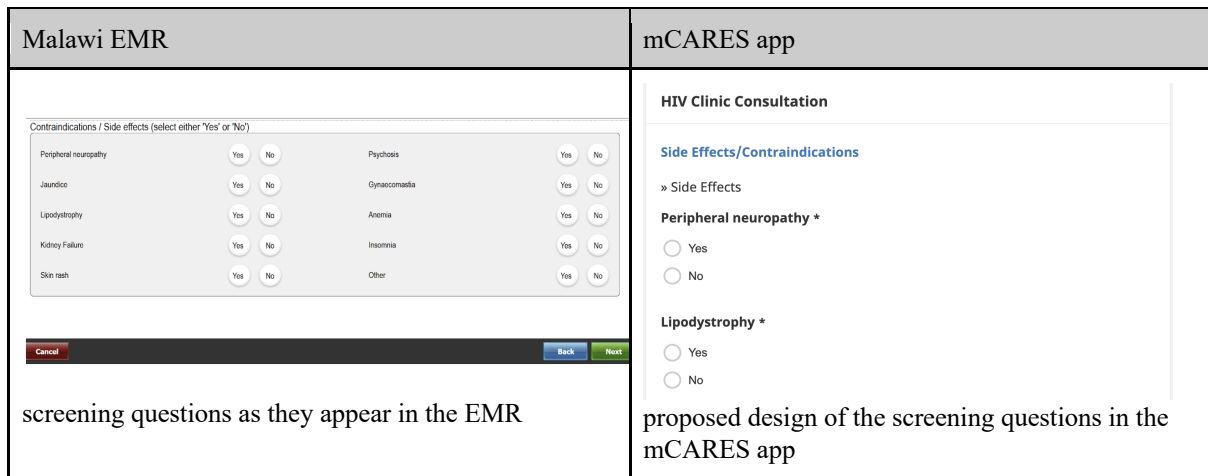 Malawi EMR
mCARES app
Contraindications / Side effects (select either 'Yes' or 'No')
Peripheral neuropathy Yes No Psychosis Yes No
Jaundice Yes No Gynaecomastia Yes No
Lipodystrophy Yes No Anemia Yes No
Kidney Failure Yes No Insomnia Yes No
Skin rash Yes No Other Yes No
Cancel Back Next
screening questions as they appear in the EMR
HIV Clinic Consultation
Side Effects/Contraindications
» Side Effects
Peripheral neuropathy *
Yes
No
Lipodystrophy *
Yes
No
proposed design of the screening questions in the
mCARES app